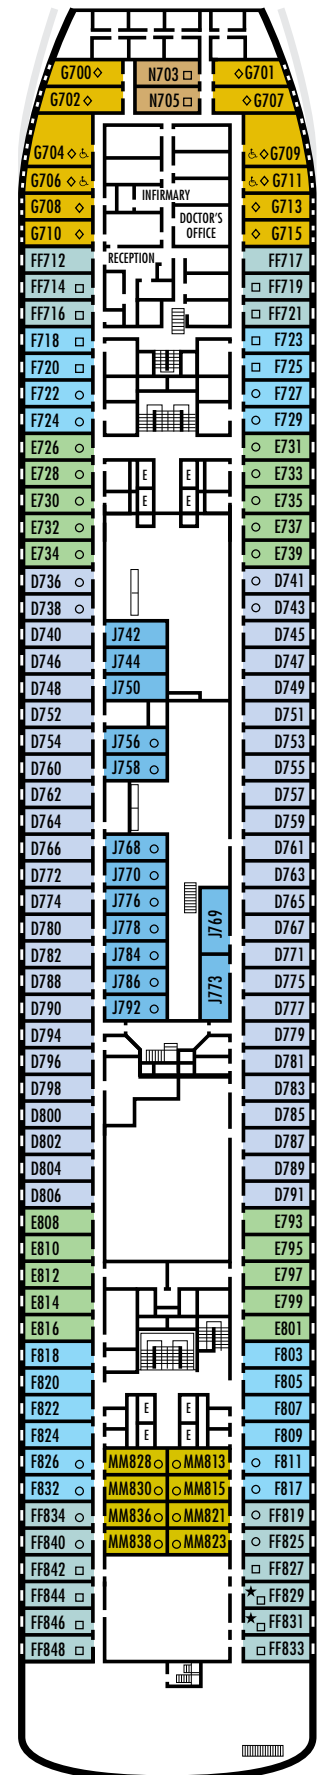 G700 N703 G701
G702 N705 G707
G704 G709
G706 G711
INFIRMARY
G708 G713
DOCTOR'S
OFFICE
G710 G715
RECEPTION
FF712 FF717
FF714 FF719
FF716 FF721
F718 F723
F720 F725
F722 F727
F724 F729
E726 E731
E728 E E E733
E730 E E E735
E732 E737
E734 E739
D736 D741
D738 D743
D740 J742 D745
D746 J744 D747
D748 J750 D749
D752 D751
D754 J756 D753
D760 J758 D755
D762 D757
D764 D759
D766 J768 D761
D772 J770 D763
D774 J776 D765
D780 J778 J769 D767
D782 J784 D771
D788 J786 J773 D775
D790 J792 D777
D794 D779
D796 D781
D798 D783
D800 D785
D802 D787
D804 D789
D806 D791
E808 E793
E810 E795
E812 E797
E814 E799
E816 E801
F818 F803
F820 F805
F822 E E F807
F824 E E F809
F826 MM828 MM813 F811
F832 MM830 MM815 F817
FF834 MM836 MM821 FF819
FF840 MM838 MM823 FF825
FF842 FF827
FF844 FF829
FF846 FF831
FF848 FF833